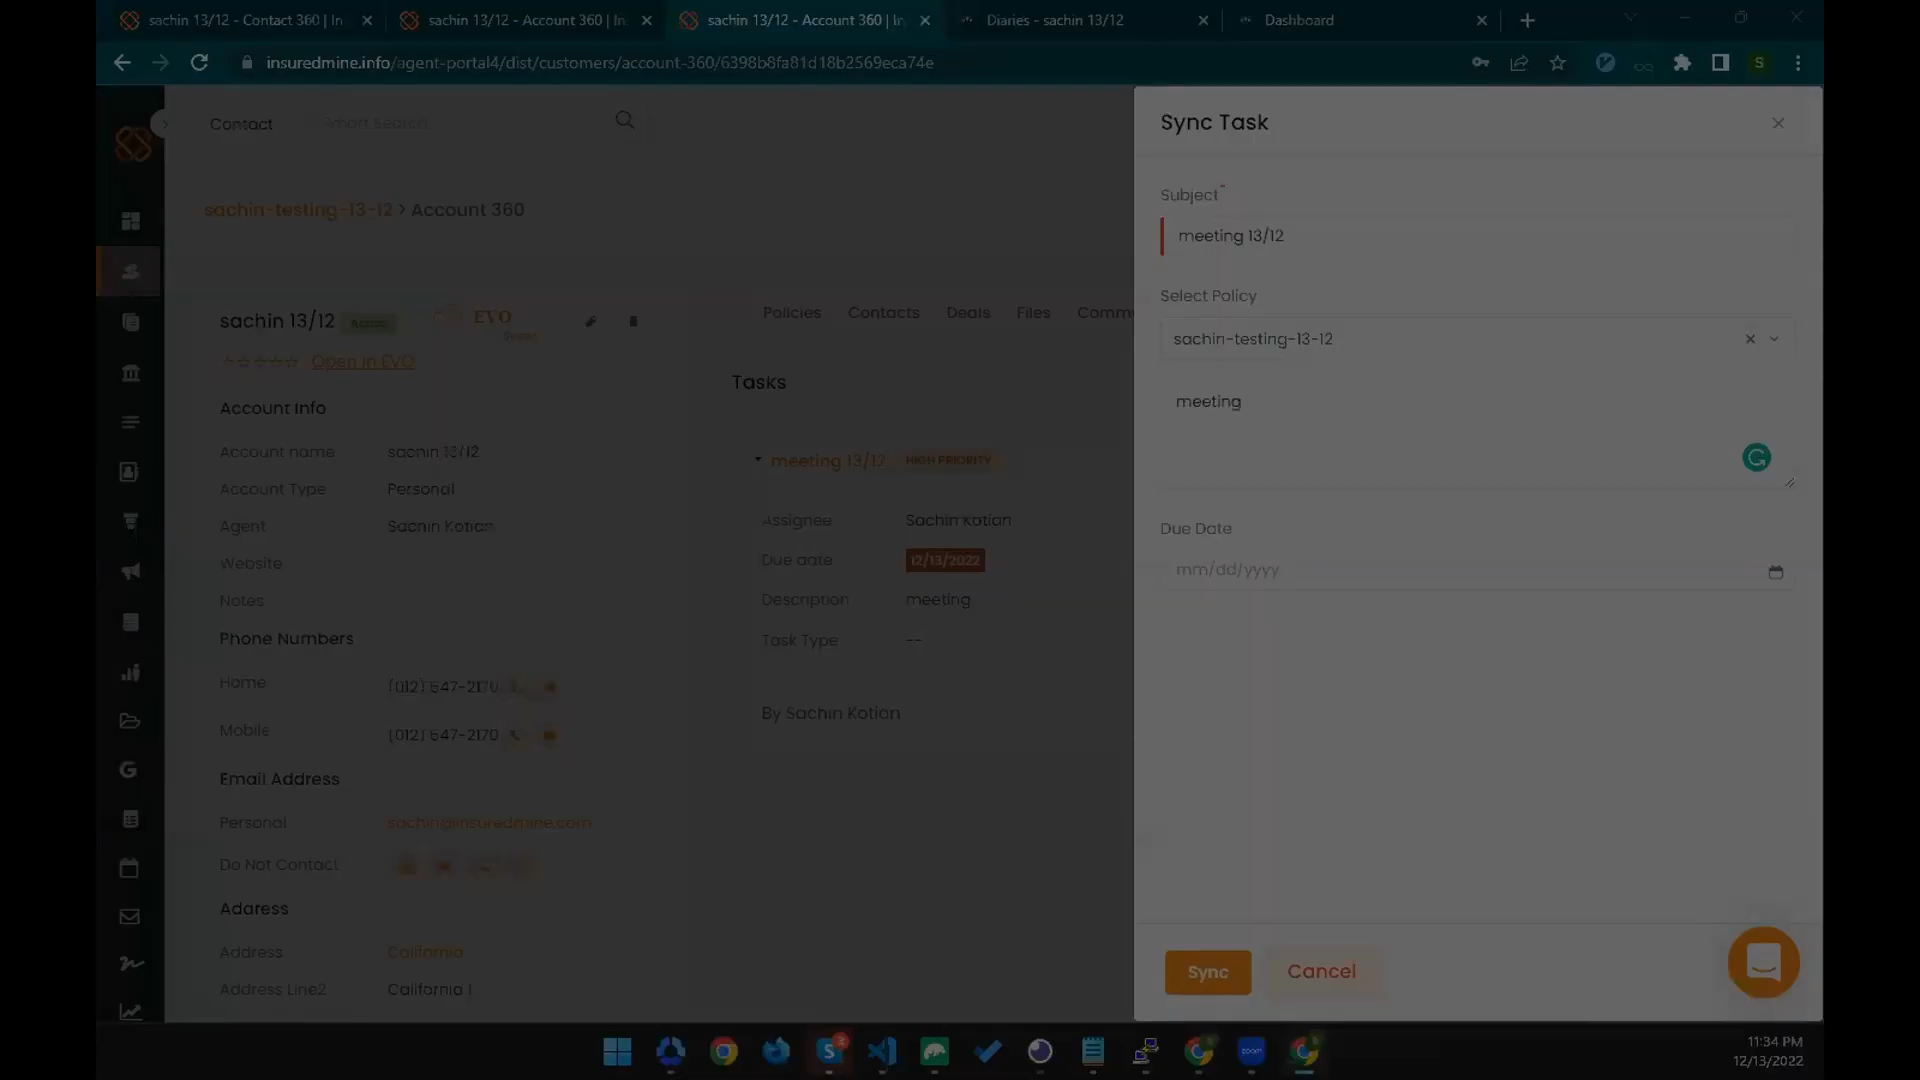 sachin 13/12 - Contact 360 | In
sachin 13/12 - Account 360 | In
sachin 13/12 - Account 360 | In
Diaries - sachin 13/12
Dashboard
insuredmine.info/agent-portal4/dist/customers/account-360/6398b8fa81d18b2569eca74e
S
Contact
Smart Search
sachin-testing-13-12 > Account 360
sachin 13/12
EVO
Open in EVO
Account Info
Account name sachin 13/12
Account Type Personal
Agent Sachin Kotian
Website
Notes
Phone Numbers
Home (012) 647-2170
Mobile (012) 647-2170
Email Address
Personal sachin@insuredmine.com
Do Not Contact
Address
Address California
Address Line2 California 1
Policies Contacts Deals Files Commu
Tasks
meeting 13/12 HIGH PRIORITY
Assignee Sachin Kotian
Due date 12/13/2022
Description meeting
Task Type --
By Sachin Kotian
Sync Task
Subject*
meeting 13/12
Select Policy
sachin-testing-13-12
meeting
Due Date
mm/dd/yyyy
Sync Cancel
zoom
11:34 PM
12/13/2022